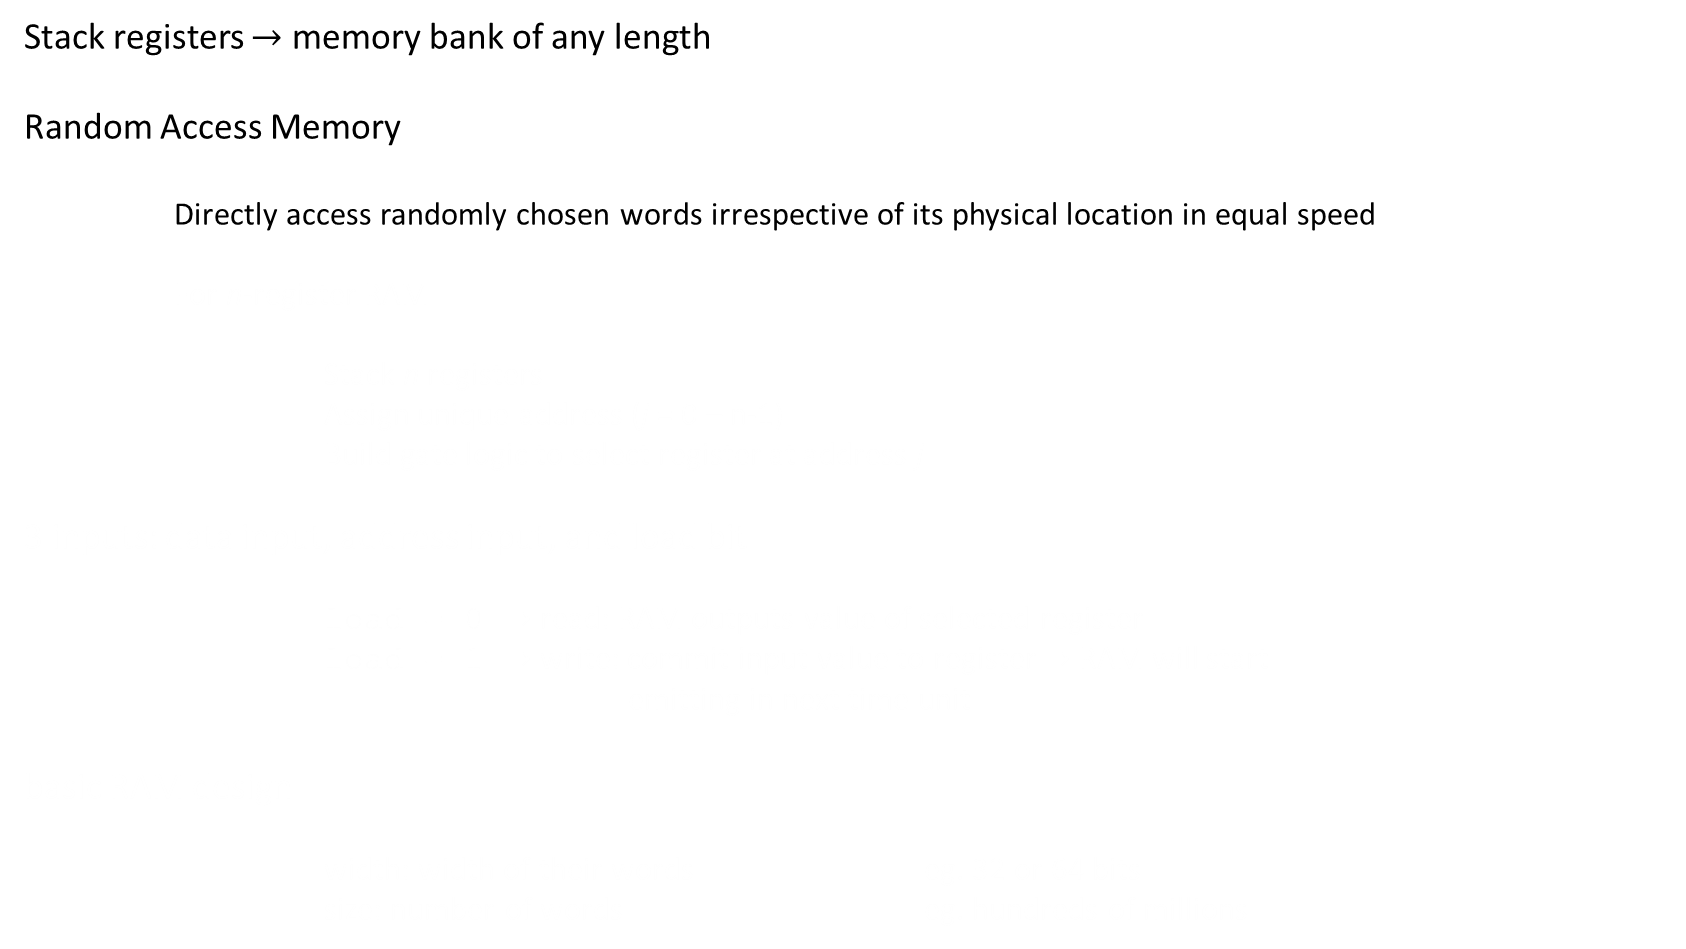 Stack registers → memory bank of any length
Random Access Memory
Directly access randomly chosen words irrespective of its physical location in equal speed